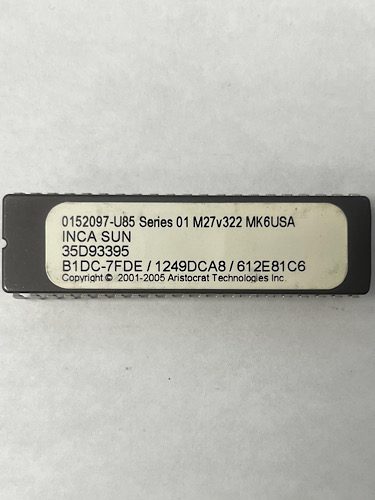 0152097-U85 Series 01 M27v322 MK6USA
INCA SUN
35D93395
B1DC-7FDE / 1249DCA8 / 612E81C6
Copyright © 2001-2005 Aristocrat Technologies Inc.